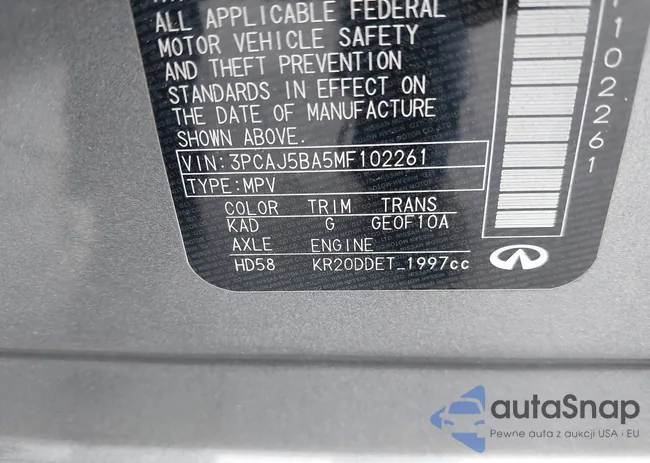 ALL APPLICABLE FEDERAL
MOTOR VEHICLE SAFETY
AND THEFT PREVENTION
STANDARDS IN EFFECT ON
THE DATE OF MANUFACTURE
SHOWN ABOVE.
VIN: 3PCAJ5BA5MF102261
TYPE: MPV
COLOR TRIM TRANS
KAD G GE0F10A
AXLE ENGINE
HD58 KR20DDET_1997cc
102261
autoSnap
Pewne auta z aukcji USA i EU